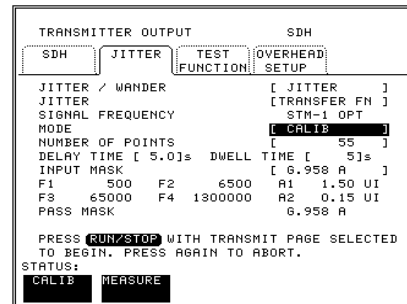 TRANSMITTER OUTPUT SDH
SDH JITTER TEST FUNCTION OVERHEAD SETUP
JITTER / WANDER [ JITTER ]
JITTER [TRANSFER FN ]
SIGNAL FREQUENCY STM-1 OPT
MODE [ CALIB ]
NUMBER OF POINTS [ 55 ]
DELAY TIME [ 5.0]s DWELL TIME [ 5]s
INPUT MASK [ G.958 A ]
F1 500 F2 6500 A1 1.50 UI
F3 65000 F4 1300000 A2 0.15 UI
PASS MASK G.958 A
PRESS RUN/STOP WITH TRANSMIT PAGE SELECTED
TO BEGIN. PRESS AGAIN TO ABORT.
STATUS:
CALIB MEASURE